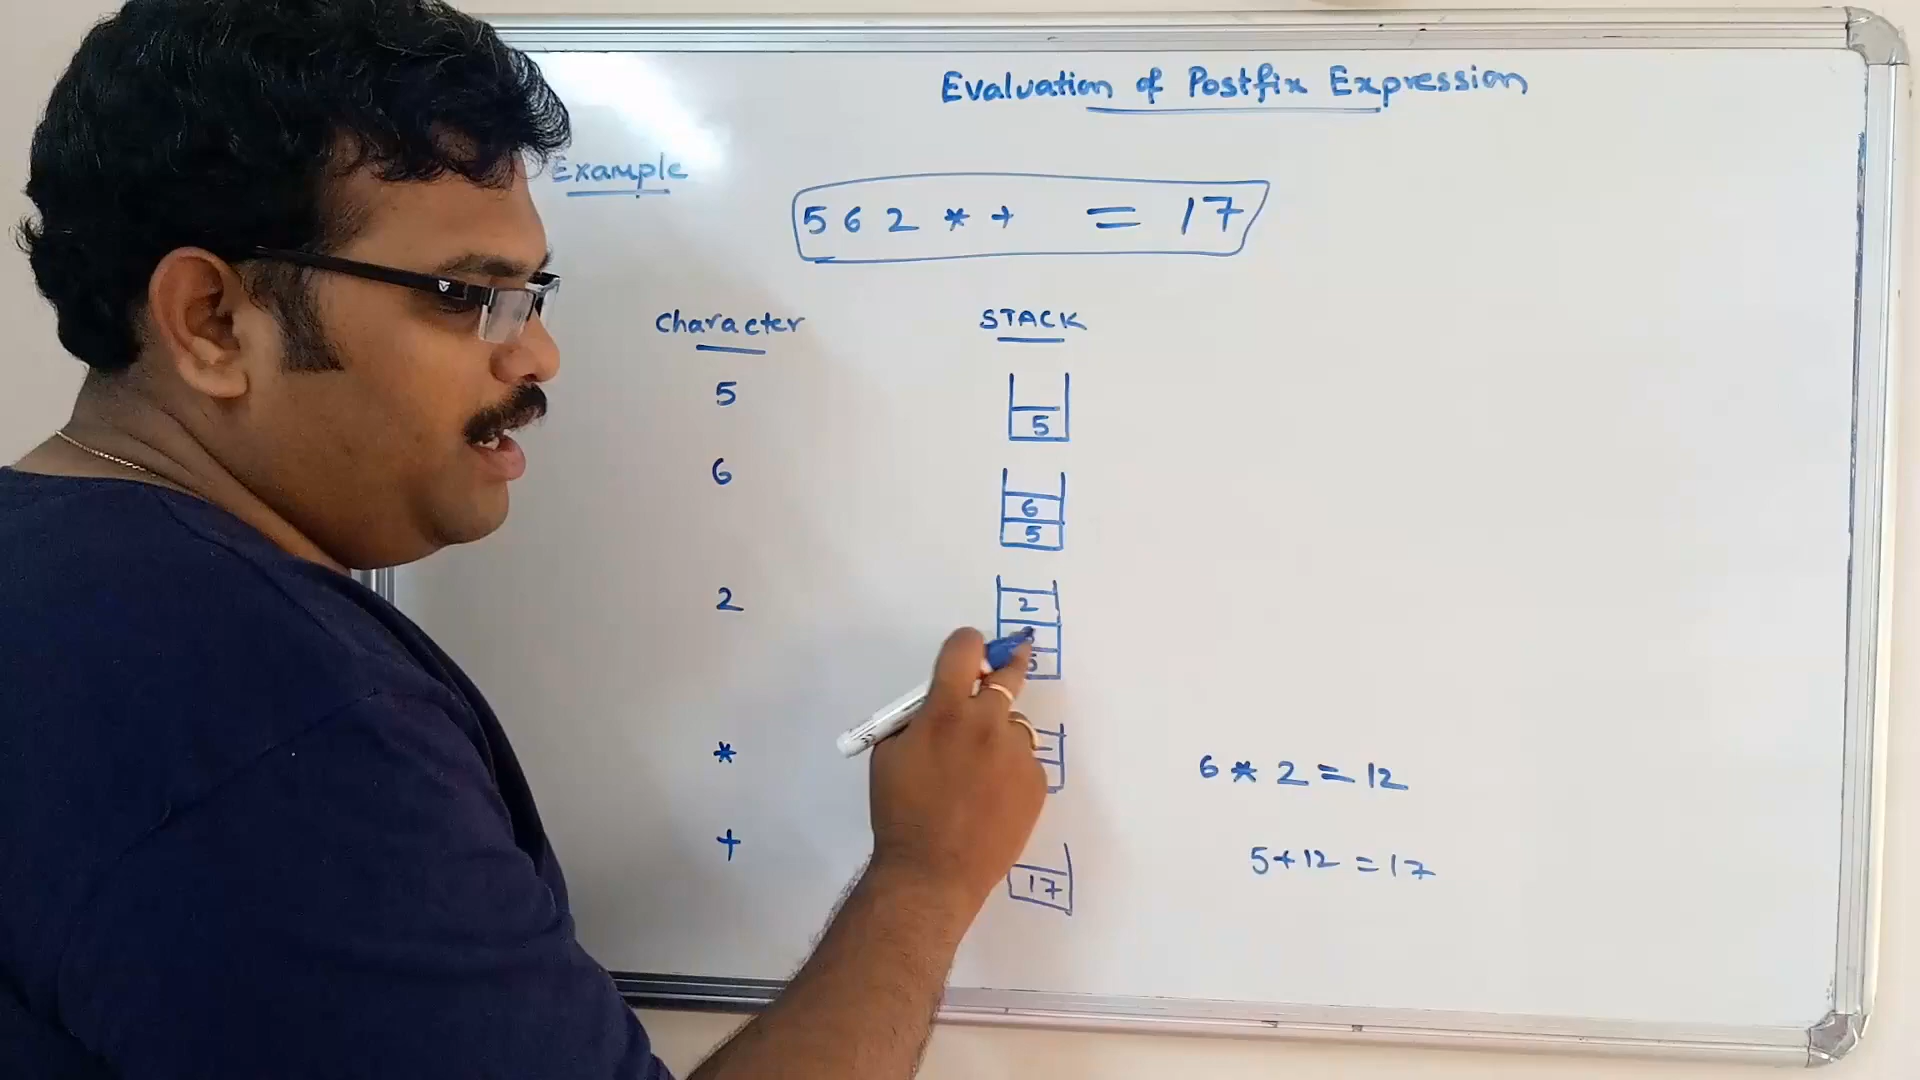 Evaluation of Postfix Expression
Example
5 6 2 * + = 17
Character STACK
5 5
6 6
5
2 2
5
* 6 * 2 = 12
+ 5+12 = 17
17